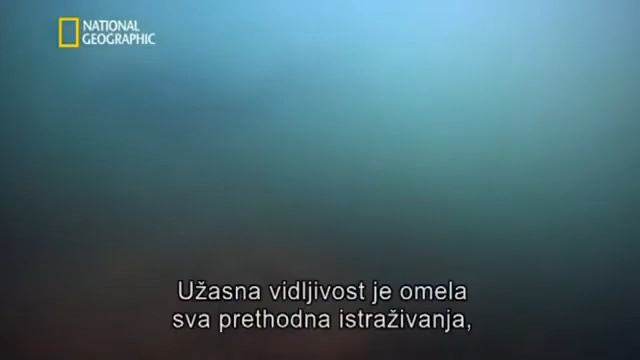 NATIONAL
GEOGRAPHIC
Užasna vidljivost je omela
sva prethodna istraživanja,